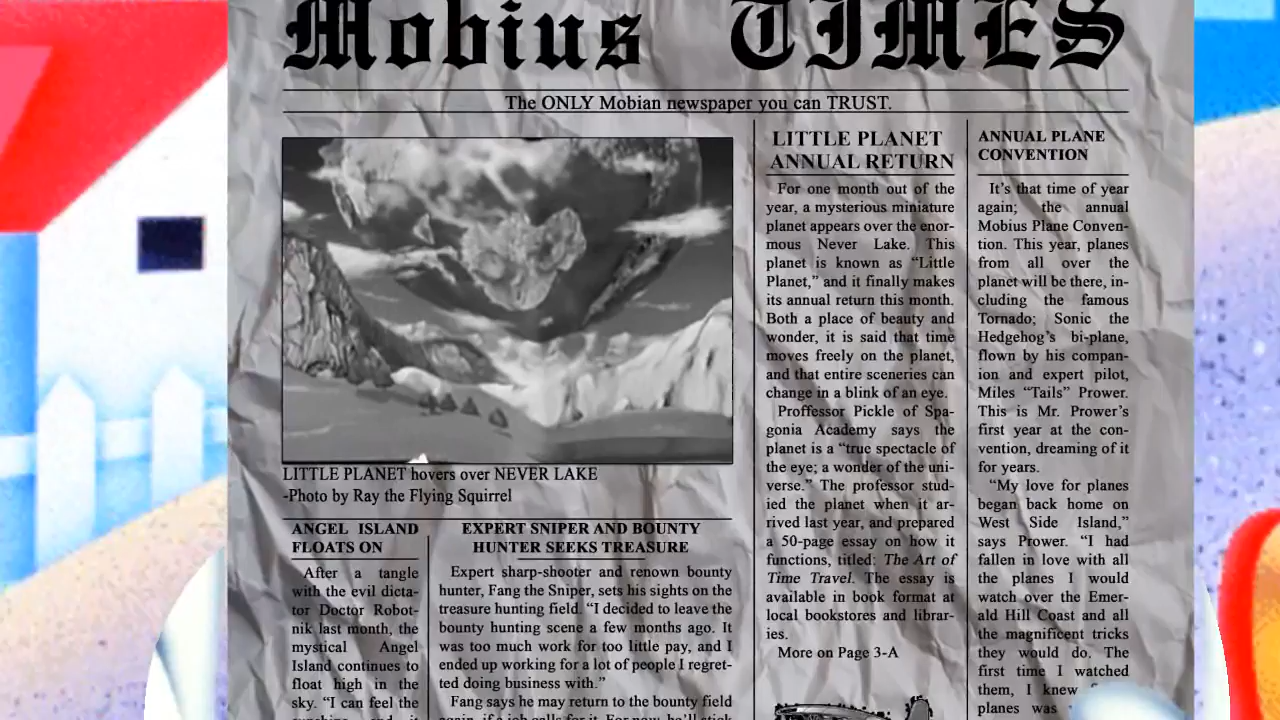 Mobius TIMES
The ONLY Mobian newspaper you can TRUST.
LITTLE PLANET hovers over NEVER LAKE
-Photo by Ray the Flying Squirrel
ANGEL ISLAND
FLOATS ON
After a tangle
with the evil dicta-
tor Doctor Robot-
nik last month, the
mystical Angel
Island continues to
float high in the
sky. "I can feel the
EXPERT SNIPER AND BOUNTY
HUNTER SEEKS TREASURE
Expert sharp-shooter and renown bounty
hunter, Fang the Sniper, sets his sights on the
treasure hunting field. "I decided to leave the
bounty hunting scene a few months ago. It
was too much work for too little pay, and I
ended up working for a lot of people I regret-
ted doing business with."
Fang says he may return to the bounty field
again, if a job calls for it. For now, he'll stick
LITTLE PLANET
ANNUAL RETURN
For one month out of the
year, a mysterious miniature
planet appears over the enor-
mous Never Lake. This
planet is known as "Little
Planet," and it finally makes
its annual return this month.
Both a place of beauty and
wonder, it is said that time
moves freely on the planet,
and that entire sceneries can
change in a blink of an eye.
Proffessor Pickle of Spa-
gonia Academy says the
planet is a "true spectacle of
the eye; a wonder of the uni-
verse." The professor stud-
ied the planet when it ar-
rived last year, and prepared
a 50-page essay on how it
functions, titled: The Art of
Time Travel. The essay is
available in book format at
local bookstores and librar-
ies.
More on Page 3-A
ANNUAL PLANE
CONVENTION
It's that time of year
again; the annual
Mobius Plane Conven-
tion. This year, planes
from all over the
planet will be there, in-
cluding the famous
Tornado; Sonic the
Hedgehog's bi-plane,
flown by his compan-
ion and expert pilot,
Miles "Tails" Prower.
This is Mr. Prower's
first year at the con-
vention, dreaming of it
for years.
"My love for planes
began back home on
West Side Island,"
says Prower. "I had
fallen in love with all
the planes I would
watch over the Emer-
ald Hill Coast and all
the magnificent tricks
they would do. The
first time I watched
them, I knew
planes was